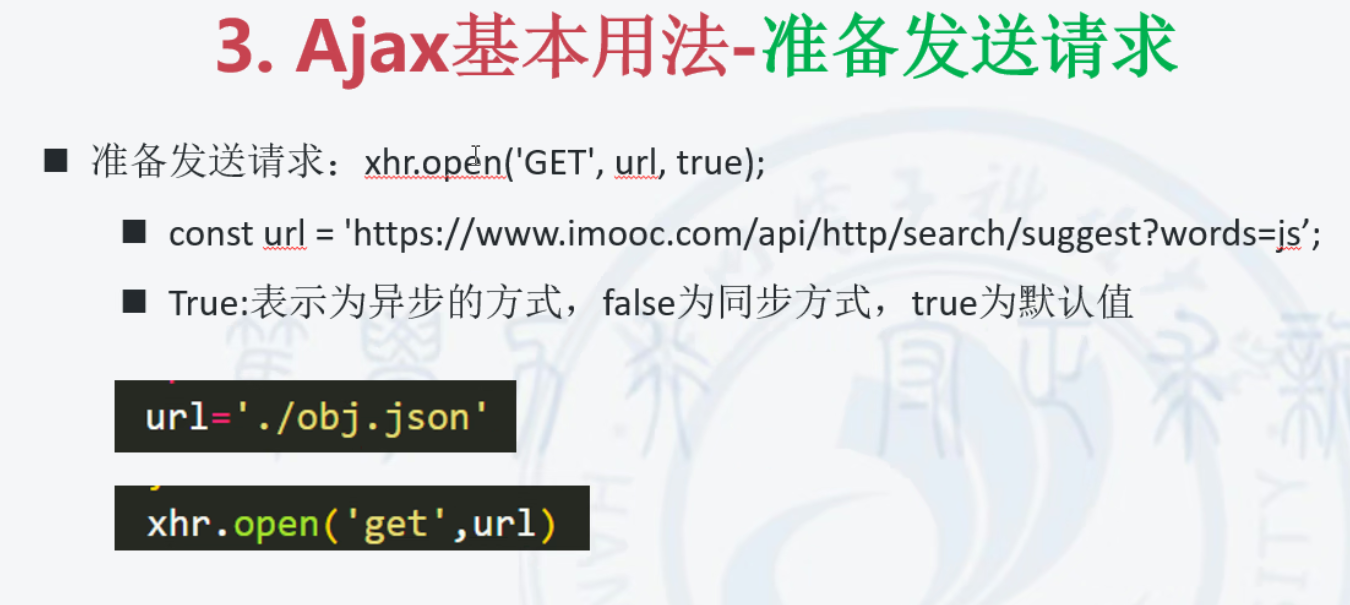 3. Ajax基本用法-准备发送请求
准备发送请求：xhr.open('GET', url, true);
const url = 'https://www.imooc.com/api/http/search/suggest?words=js’;
True:表示为异步的方式，false为同步方式，true为默认值
url='./obj.json'
xhr.open('get',url)